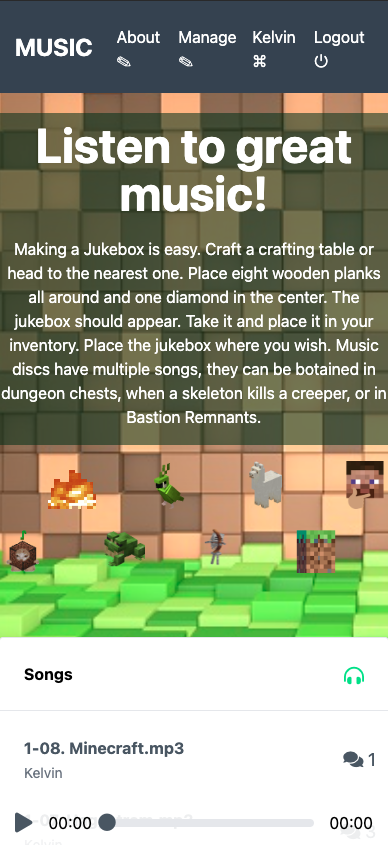 MUSIC About Manage Kelvin Logout
Listen to great
music!
Making a Jukebox is easy. Craft a crafting table or
head to the nearest one. Place eight wooden planks
all around and one diamond in the center. The
jukebox should appear. Take it and place it in your
inventory. Place the jukebox where you wish. Music
discs have multiple songs, they can be botained in
dungeon chests, when a skeleton kills a creeper, or in
Bastion Remnants.
Songs
1-08. Minecraft.mp3
1
Kelvin
00:00 00:00